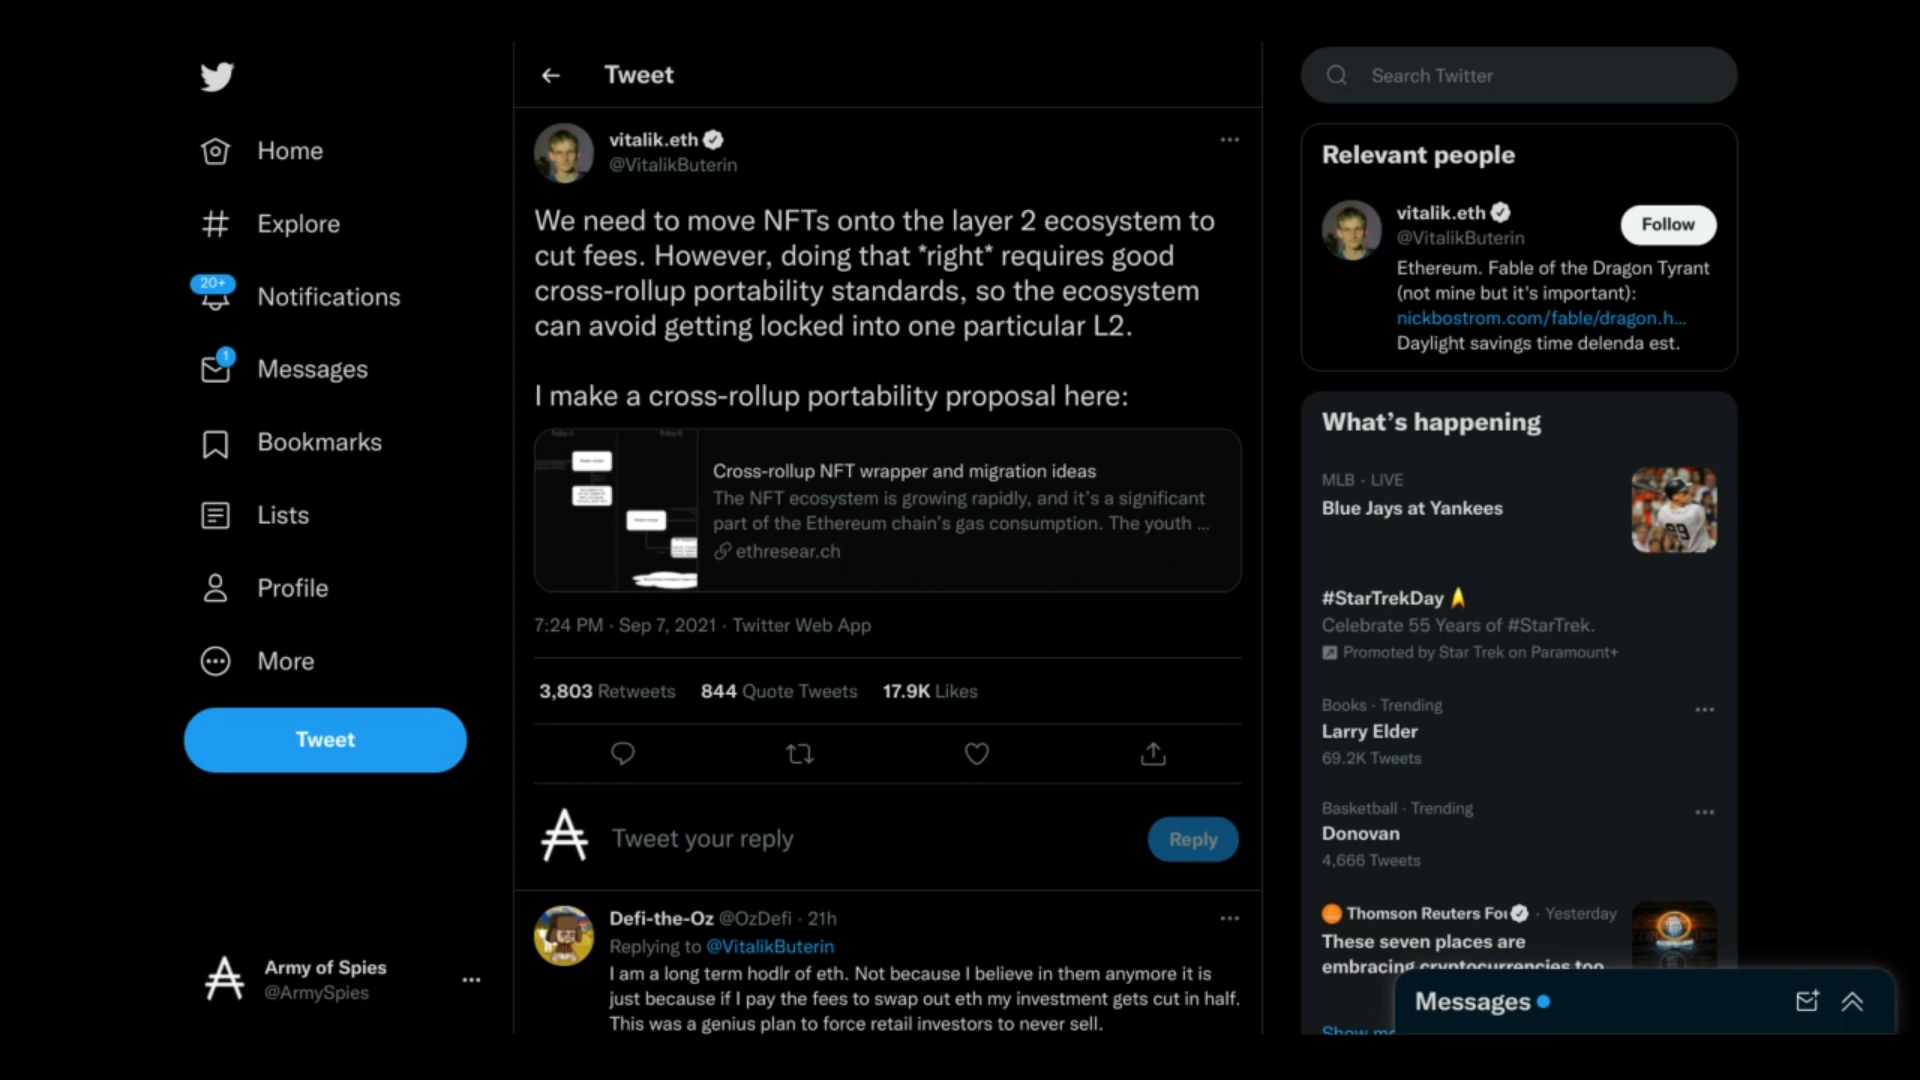 Home
Explore
20+
Notifications
1
Messages
Bookmarks
Lists
Profile
More
Tweet
Army of Spies
@ArmySpies
Tweet
vitalik.eth
@VitalikButerin
We need to move NFTs onto the layer 2 ecosystem to
cut fees. However, doing that *right* requires good
cross-rollup portability standards, so the ecosystem
can avoid getting locked into one particular L2.
I make a cross-rollup portability proposal here:
Cross-rollup NFT wrapper and migration ideas
The NFT ecosystem is growing rapidly, and it's a significant
part of the Ethereum chain's gas consumption. The youth ...
ethresear.ch
7:24 PM · Sep 7, 2021 · Twitter Web App
3,803 Retweets 844 Quote Tweets 17.9K Likes
Tweet your reply
Reply
Defi-the-Oz @OzDefi · 21h
Replying to @VitalikButerin
I am a long term hodlr of eth. Not because I believe in them anymore it is
just because if I pay the fees to swap out eth my investment gets cut in half.
This was a genius plan to force retail investors to never sell.
Search Twitter
Relevant people
vitalik.eth
@VitalikButerin
Follow
Ethereum. Fable of the Dragon Tyrant
(not mine but it's important):
nickbostrom.com/fable/dragon.h...
Daylight savings time delenda est.
What's happening
MLB · LIVE
Blue Jays at Yankees
99
#StarTrekDay
Celebrate 55 Years of #StarTrek.
Promoted by Star Trek on Paramount+
Books · Trending
Larry Elder
69.2K Tweets
Basketball · Trending
Donovan
4,666 Tweets
Thomson Reuters Fou · Yesterday
These seven places are
embracing cryptocurrencies too
Show
Messages